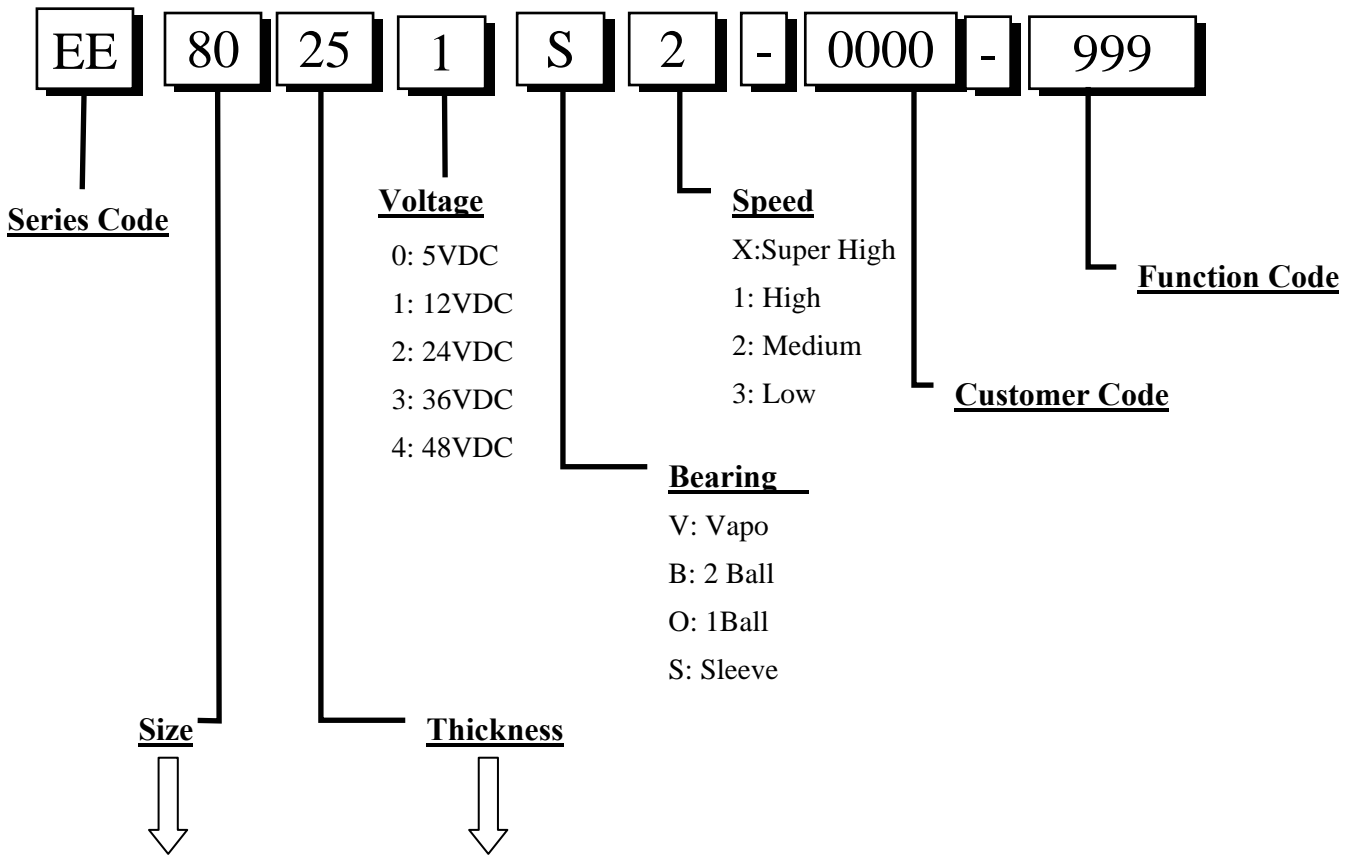 EE 80 25 1 S 2 - 0000 - 999
Series Code
Voltage
0: 5VDC
1: 12VDC
2: 24VDC
3: 36VDC
4: 48VDC
Speed
X:Super High
1: High
2: Medium
3: Low
Function Code
Customer Code
Bearing
V: Vapo
B: 2 Ball
O: 1Ball
S: Sleeve
Size
Thickness